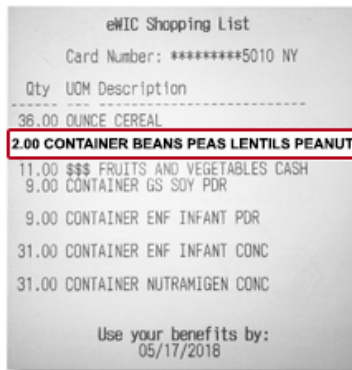 eWIC Shopping List
Card Number: *********5010 NY
Qty UOM Description
36.00 OUNCE CEREAL
2.00 CONTAINER BEANS PEAS LENTILS PEANUT
11.00 $$$ FRUITS AND VEGETABLES CASH
9.00 CONTAINER GS SOY PDR
9.00 CONTAINER ENF INFANT PDR
31.00 CONTAINER ENF INFANT CONC
31.00 CONTAINER NUTRAMIGEN CONC
Use your benefits by:
05/17/2018